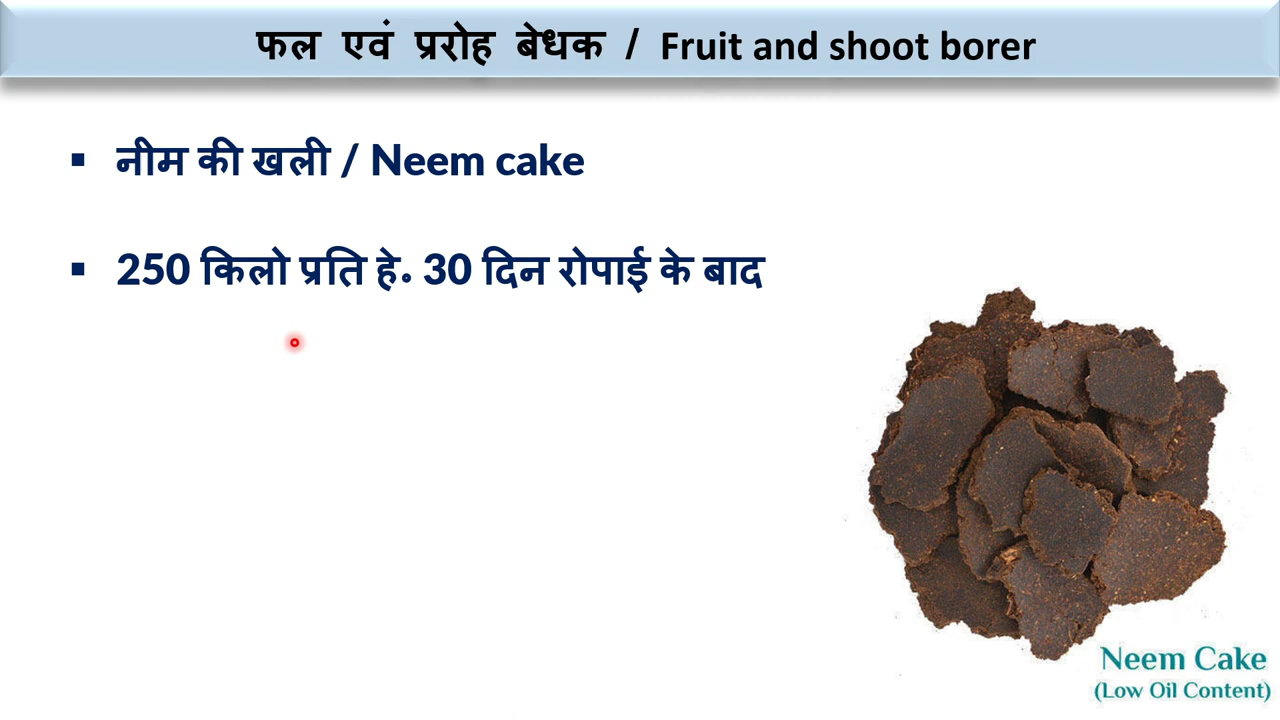 फल एवं प्ररोह बेधक / Fruit and shoot borer
▪ नीम की खली / Neem cake
▪ 250 किलो प्रति हे. 30 दिन रोपाई के बाद
Neem Cake
(Low Oil Content)